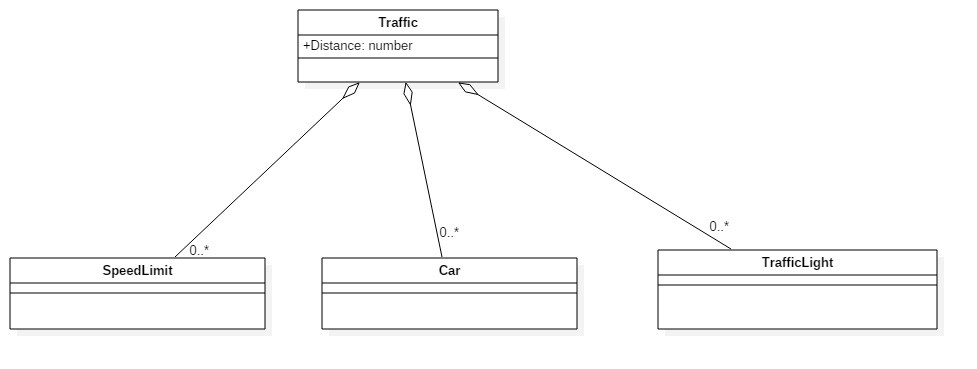 Traffic
+Distance: number
0..*
0..*
0..*
SpeedLimit
Car
TrafficLight